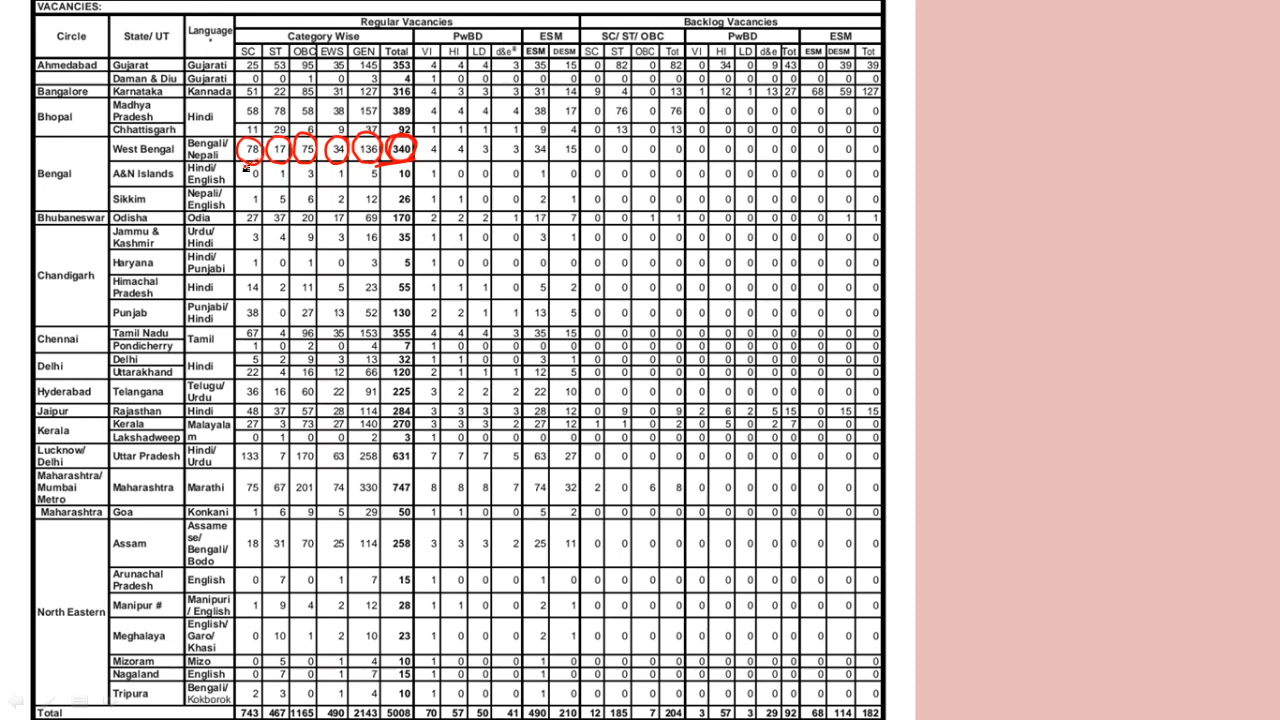 VACANCIES:
Regular Vacancies Backlog Vacancies
Circle State/ UT Language * Category Wise PwBD ESM SC/ ST/ OBC PwBD ESM
SC ST OBC EWS GEN Total VI HI LD d&e ESM DESM SC ST OBC Tot VI HI LD d&e Tot ESM DESM Tot
Ahmedabad Gujarat Gujarati 25 53 95 35 145 353 4 4 4 3 35 15 0 82 0 82 0 34 0 9 43 0 39 39
Daman & Diu Gujarati 0 0 1 0 3 4 1 0 0 0 0 0 0 0 0 0 0 0 0 0 0 0 0 0
Bangalore Karnataka Kannada 51 22 85 31 127 316 4 3 3 3 31 14 9 4 0 13 1 12 1 13 27 68 59 127
Bhopal Madhya Pradesh Hindi 58 78 58 38 157 389 4 4 4 4 38 17 0 76 0 76 0 0 0 0 0 0 0 0
Chhattisgarh 11 29 6 9 37 92 1 1 1 1 9 4 0 13 0 13 0 0 0 0 0 0 0 0
Bengal West Bengal Bengali/ Nepali 78 17 75 34 136 340 4 4 3 3 34 15 0 0 0 0 0 0 0 0 0 0 0 0
A&N Islands Hindi/ English 0 1 3 1 5 10 1 0 0 0 1 0 0 0 0 0 0 0 0 0 0 0 0 0
Sikkim Nepali/ English 1 5 6 2 12 26 1 1 0 0 2 1 0 0 0 0 0 0 0 0 0 0 0 0
Bhubaneswar Odisha Odia 27 37 20 17 69 170 2 2 2 1 17 7 0 0 1 1 0 0 0 0 0 0 1 1
Chandigarh Jammu & Kashmir Urdu/ Hindi 3 4 9 3 16 35 1 1 0 0 3 1 0 0 0 0 0 0 0 0 0 0 0 0
Haryana Hindi/ Punjabi 1 0 1 0 3 5 1 0 0 0 0 0 0 0 0 0 0 0 0 0 0 0 0 0
Himachal Pradesh Hindi 14 2 11 5 23 55 1 1 1 0 5 2 0 0 0 0 0 0 0 0 0 0 0 0
Punjab Punjabi/ Hindi 38 0 27 13 52 130 2 2 1 1 13 5 0 0 0 0 0 0 0 0 0 0 0 0
Chennai Tamil Nadu Tamil 67 4 96 35 153 355 4 4 4 3 35 15 0 0 0 0 0 0 0 0 0 0 0 0
Pondicherry 1 0 2 0 4 7 1 0 0 0 0 0 0 0 0 0 0 0 0 0 0 0 0 0
Delhi Delhi Hindi 5 2 9 3 13 32 1 1 0 0 3 1 0 0 0 0 0 0 0 0 0 0 0 0
Uttarakhand 22 4 16 12 66 120 2 1 1 1 12 5 0 0 0 0 0 0 0 0 0 0 0 0
Hyderabad Telangana Telugu/ Urdu 36 16 60 22 91 225 3 2 2 2 22 10 0 0 0 0 0 0 0 0 0 0 0 0
Jaipur Rajasthan Hindi 48 37 57 28 114 284 3 3 3 3 28 12 0 9 0 9 2 6 2 5 15 0 15 15
Kerala Kerala Malayalam 27 3 73 27 140 270 3 3 3 2 27 12 1 1 0 2 0 5 0 2 7 0 0 0
Lakshadweep 0 1 0 0 2 3 1 0 0 0 0 0 0 0 0 0 0 0 0 0 0 0 0 0
Lucknow/ Delhi Uttar Pradesh Hindi/ Urdu 133 7 170 63 258 631 7 7 7 5 63 27 0 0 0 0 0 0 0 0 0 0 0 0
Maharashtra/ Mumbai Metro Maharashtra Marathi 75 67 201 74 330 747 8 8 8 7 74 32 2 0 6 8 0 0 0 0 0 0 0 0
Maharashtra Goa Konkani 1 6 9 5 29 50 1 1 0 0 5 2 0 0 0 0 0 0 0 0 0 0 0 0
North Eastern Assam Assamese/ Bengali/ Bodo 18 31 70 25 114 258 3 3 3 2 25 11 0 0 0 0 0 0 0 0 0 0 0 0
Arunachal Pradesh English 0 7 0 1 7 15 1 0 0 0 1 0 0 0 0 0 0 0 0 0 0 0 0 0
Manipur # Manipuri / English 1 9 4 2 12 28 1 1 0 0 2 1 0 0 0 0 0 0 0 0 0 0 0 0
Meghalaya English/ Garo/ Khasi 0 10 1 2 10 23 1 0 0 0 2 1 0 0 0 0 0 0 0 0 0 0 0 0
Mizoram Mizo 0 5 0 1 4 10 1 0 0 0 1 0 0 0 0 0 0 0 0 0 0 0 0 0
Nagaland English 0 7 0 1 7 15 1 0 0 0 1 0 0 0 0 0 0 0 0 0 0 0 0 0
Tripura Bengali/ Kokborok 2 3 0 1 4 10 1 0 0 0 1 0 0 0 0 0 0 0 0 0 0 0 0 0
Total 743 467 1165 490 2143 5008 70 57 50 41 490 210 12 185 7 204 3 57 3 29 92 68 114 182